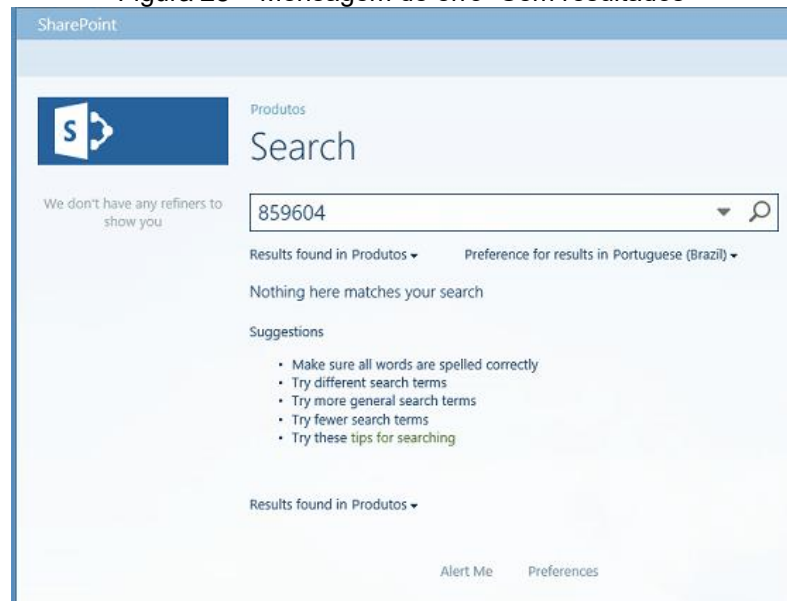 SharePoint
Produtos
Search
We don't have any refiners to
show you
859604
Results found in Produtos Preference for results in Portuguese (Brazil)
Nothing here matches your search
Suggestions
• Make sure all words are spelled correctly
• Try different search terms
• Try more general search terms
• Try fewer search terms
• Try these tips for searching
Results found in Produtos
Alert Me Preferences